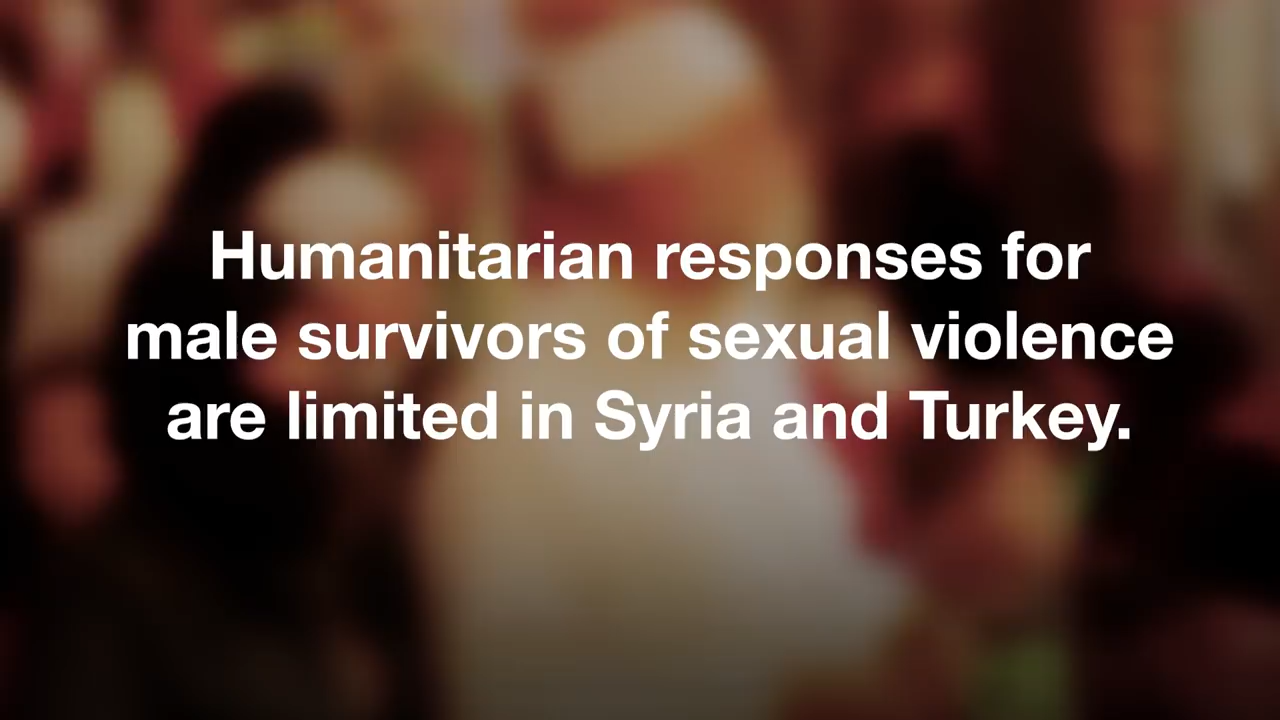 Humanitarian responses for
male survivors of sexual violence
are limited in Syria and Turkey.